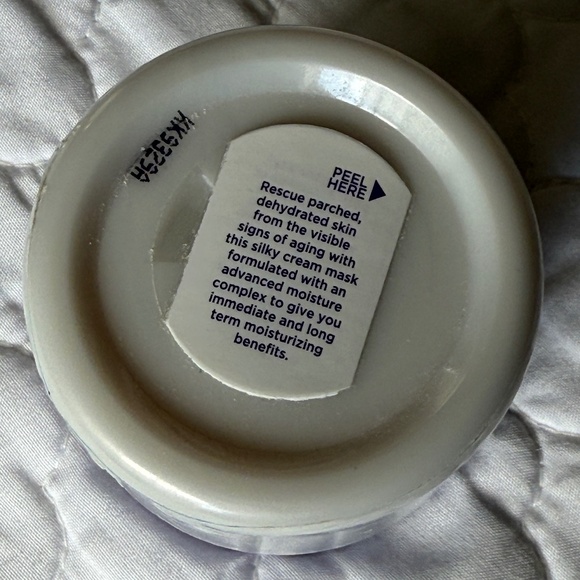 KK9323A
PEEL
HERE
Rescue parched,
dehydrated skin
from the visible
signs of aging with
this silky cream mask
formulated with an
advanced moisture
complex to give you
immediate and long
term moisturizing
benefits.